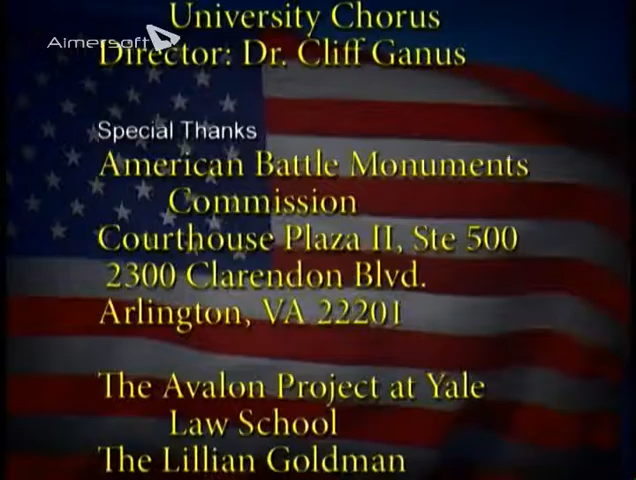 University Chorus
Aimersoft
Director: Dr. Cliff Ganus
Special Thanks
American Battle Monuments
Commission
Courthouse Plaza II, Ste 500
2300 Clarendon Blvd.
Arlington, VA 22201
The Avalon Project at Yale
Law School
The Lillian Goldman